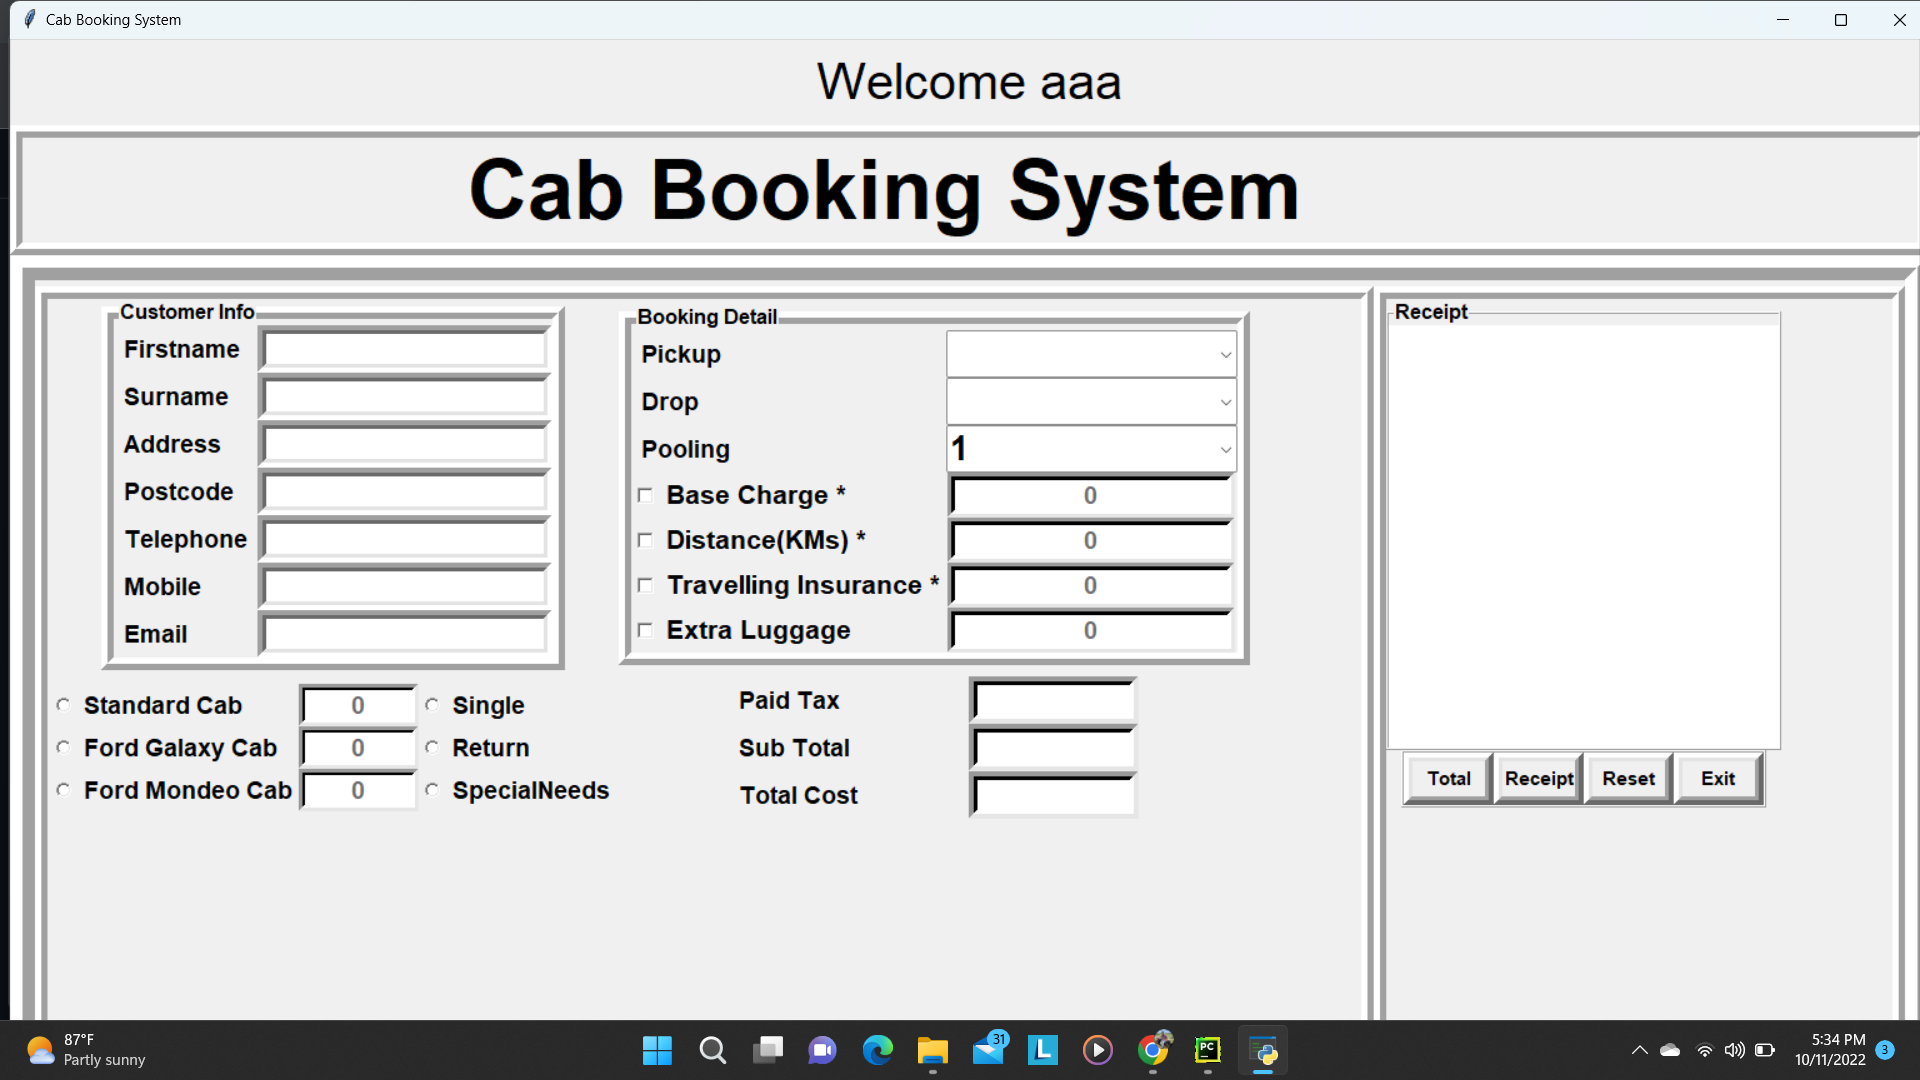 Cab Booking System
Welcome aaa
Cab Booking System
Customer Info
Firstname
Surname
Address
Postcode
Telephone
Mobile
Email
Booking Detail
Pickup
Drop
Pooling 1
Base Charge * 0
Distance(KMs) * 0
Travelling Insurance * 0
Extra Luggage 0
Receipt
Standard Cab 0 Single
Ford Galaxy Cab 0 Return
Ford Mondeo Cab 0 SpecialNeeds
Paid Tax
Sub Total
Total Cost
Total Receipt Reset Exit
87°F
Partly sunny
31
L
PC
5:34 PM
10/11/2022
3